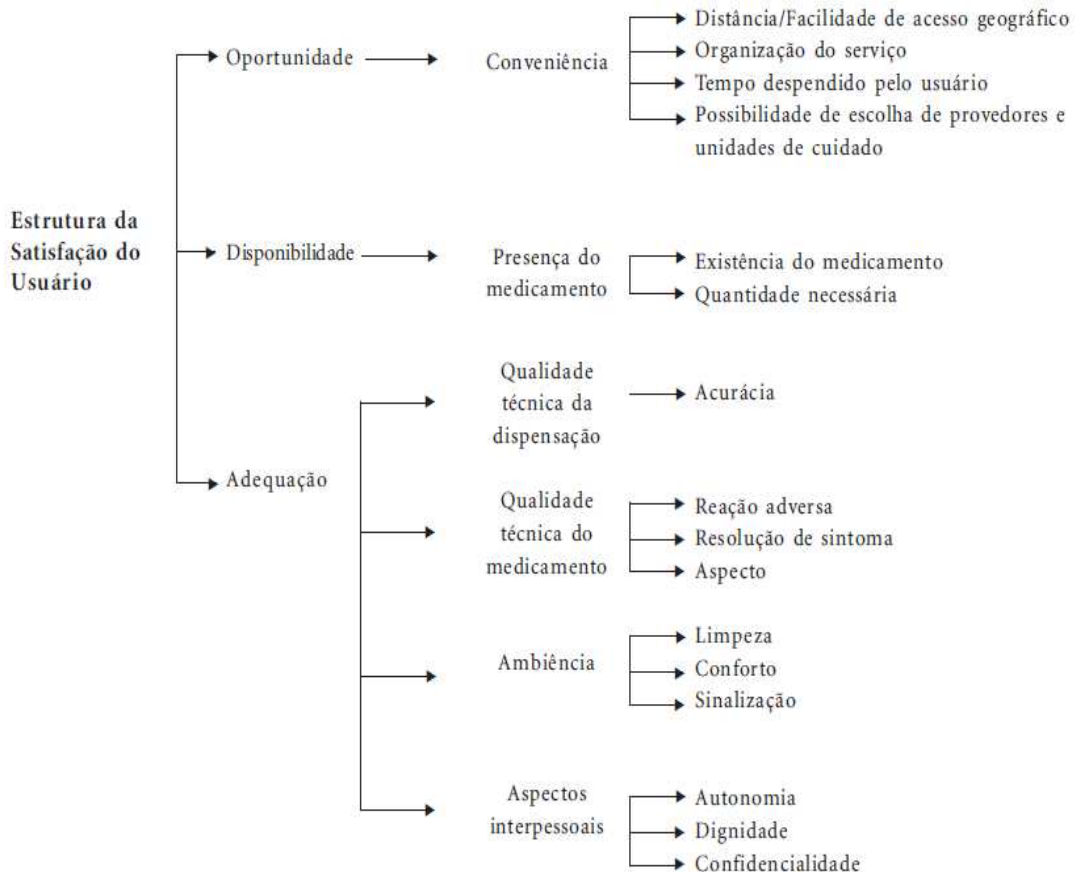 Estrutura da
Satisfação do
Usuário
Oportunidade
Conveniência
Distância/Facilidade de acesso geográfico
Organização do serviço
Tempo despendido pelo usuário
Possibilidade de escolha de provedores e
unidades de cuidado
Disponibilidade
Presença do
medicamento
Existência do medicamento
Quantidade necessária
Adequação
Qualidade
técnica da
dispensação
Acurácia
Qualidade
técnica do
medicamento
Reação adversa
Resolução de sintoma
Aspecto
Ambiência
Limpeza
Conforto
Sinalização
Aspectos
interpessoais
Autonomia
Dignidade
Confidencialidade